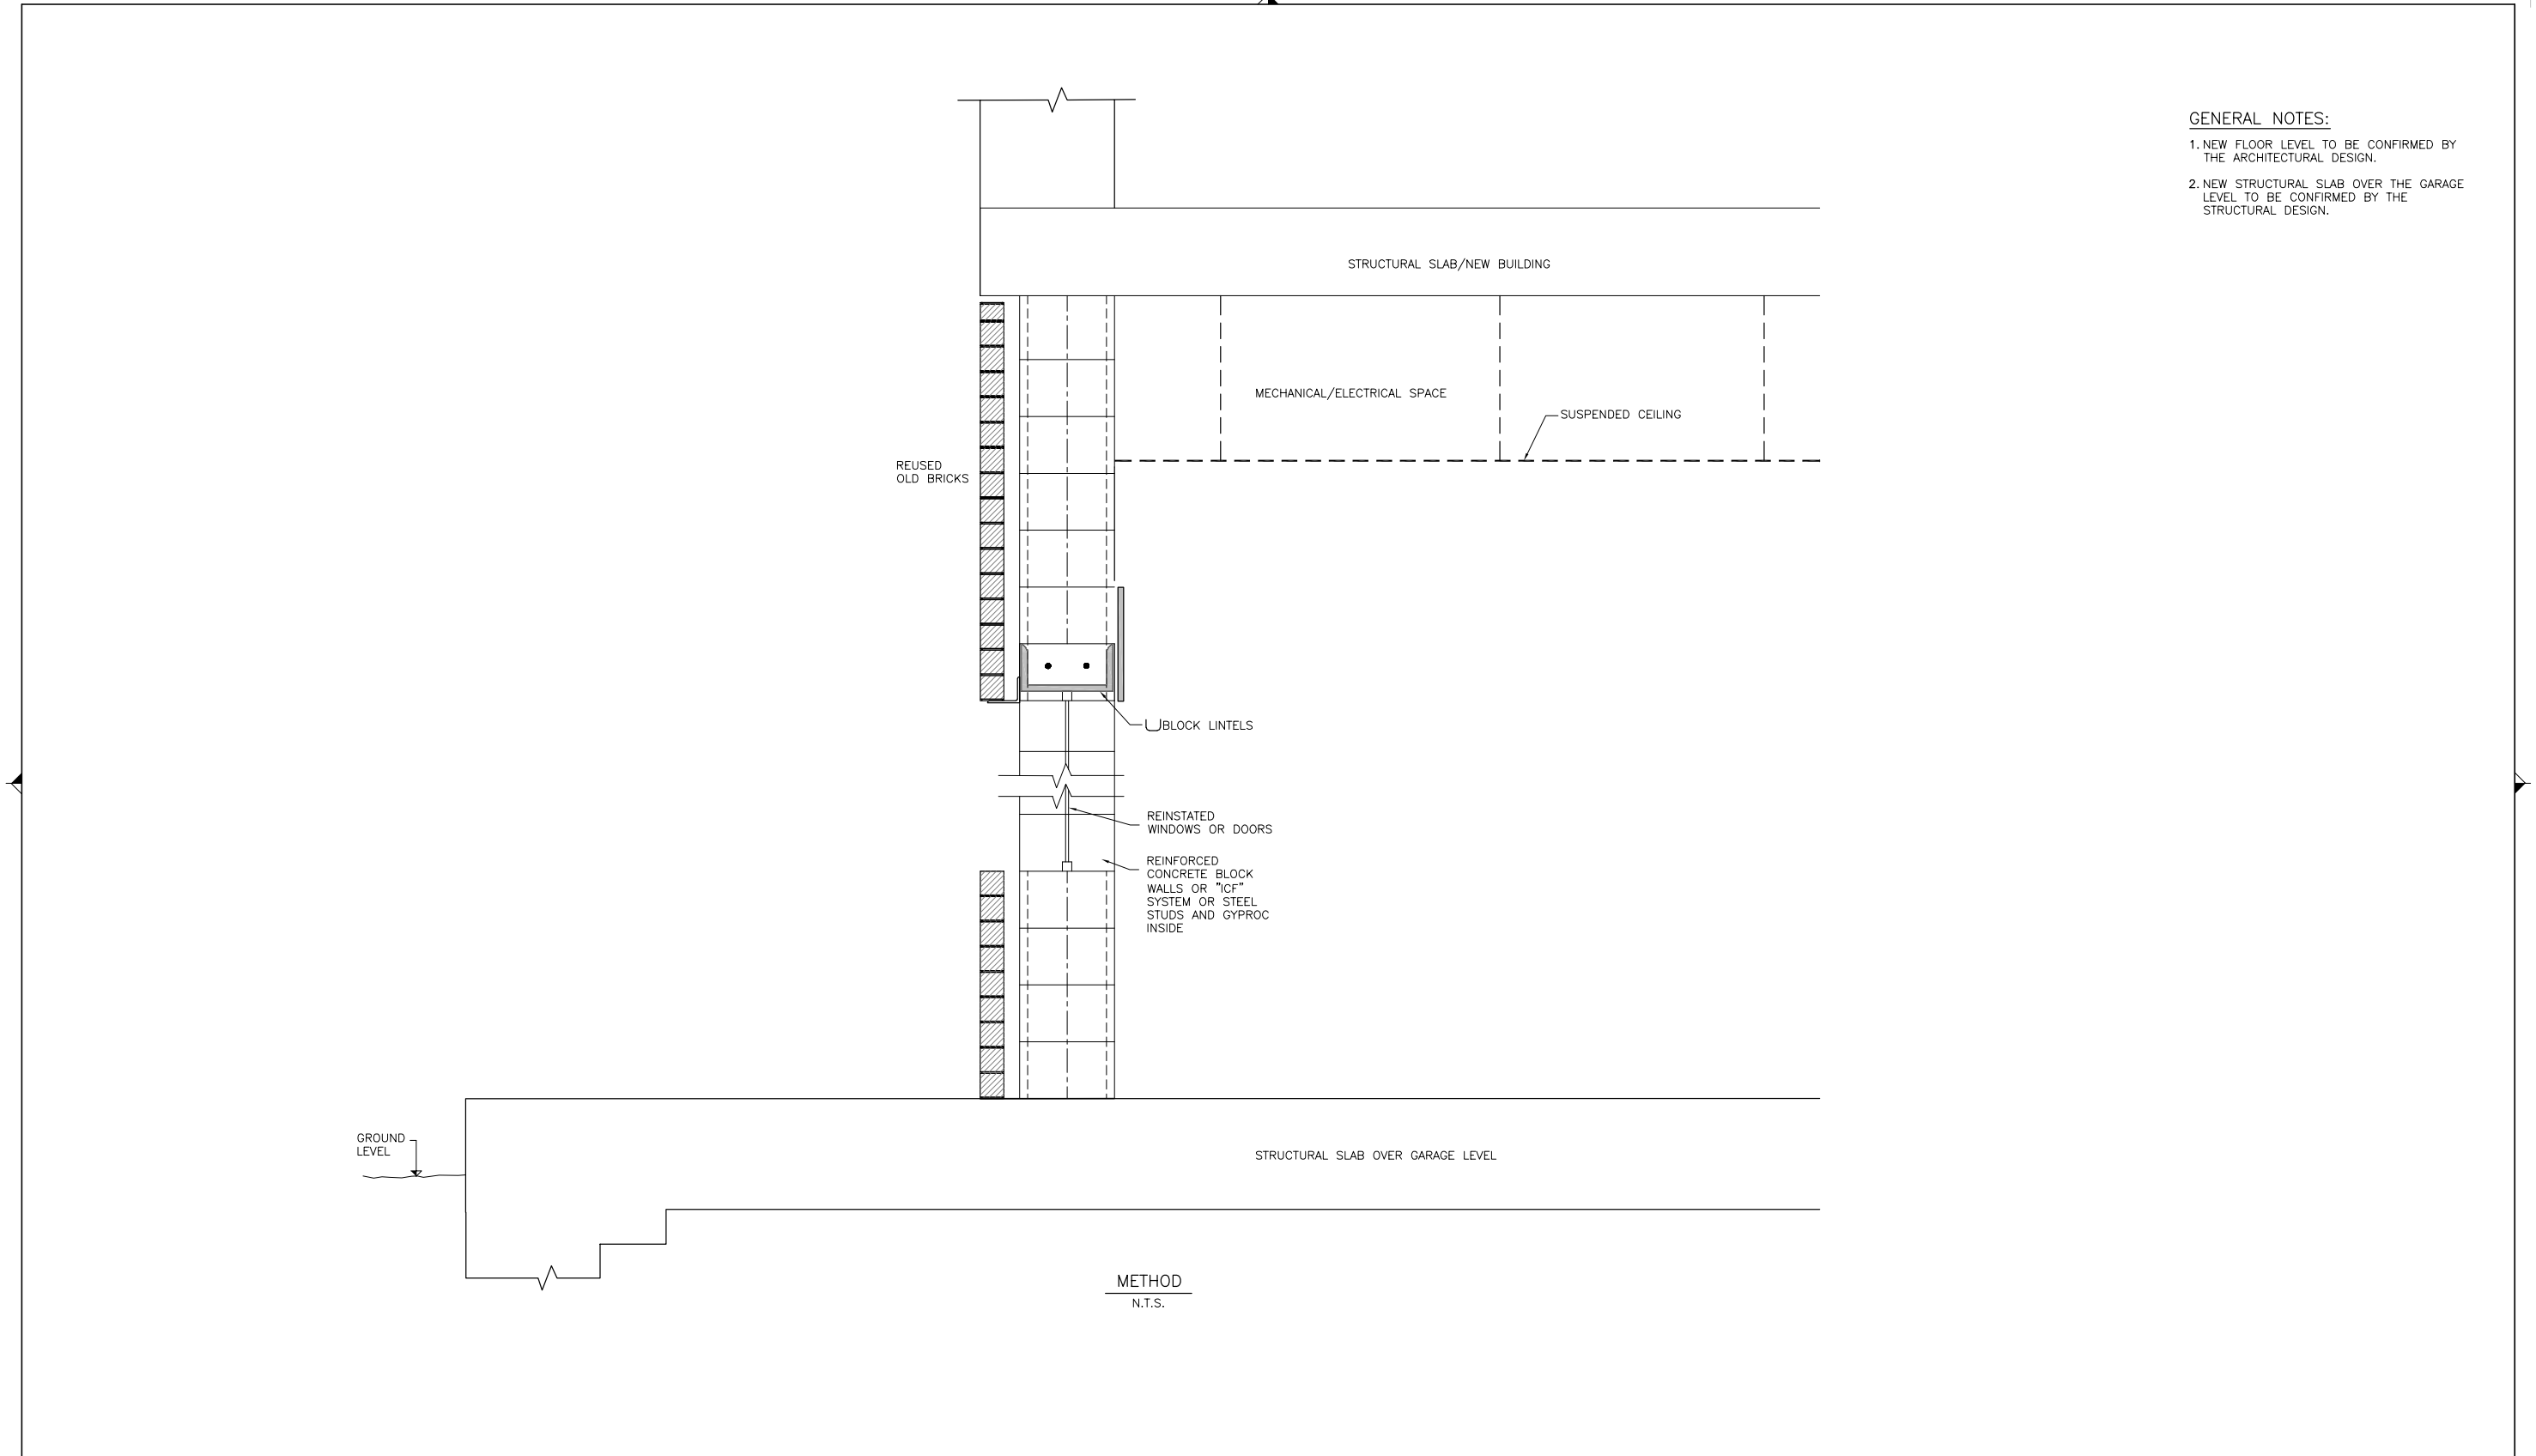 GENERAL NOTES:
1. NEW FLOOR LEVEL TO BE CONFIRMED BY
THE ARCHITECTURAL DESIGN.
2. NEW STRUCTURAL SLAB OVER THE GARAGE
LEVEL TO BE CONFIRMED BY THE
STRUCTURAL DESIGN.
STRUCTURAL SLAB/NEW BUILDING
MECHANICAL/ELECTRICAL SPACE
SUSPENDED CEILING
REUSED
OLD BRICKS
BLOCK LINTELS
REINSTATED
WINDOWS OR DOORS
REINFORCED
CONCRETE BLOCK
WALLS OR "ICF"
SYSTEM OR STEEL
STUDS AND GYPROC
INSIDE
GROUND
LEVEL
STRUCTURAL SLAB OVER GARAGE LEVEL
METHOD
N.T.S.